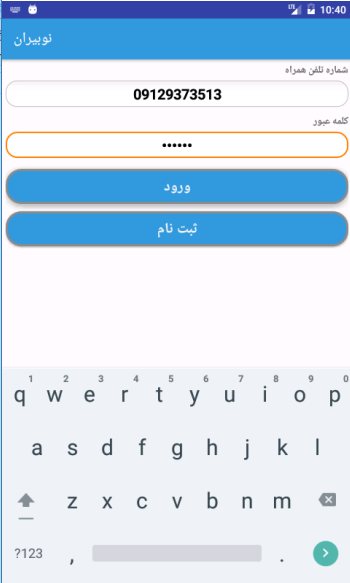 10:40
نوبیران
شماره تلفن همراه
09129373513
کلمه عبور
••••••
ورود
ثبت نام
1 2 3 4 5 6 7 8 9 0
q w e r t y u i o p
a s d f g h j k l
z x c v b n m
?123 , .